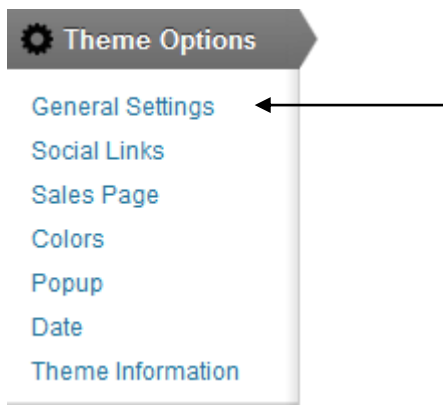 Theme Options
General Settings
Social Links
Sales Page
Colors
Popup
Date
Theme Information